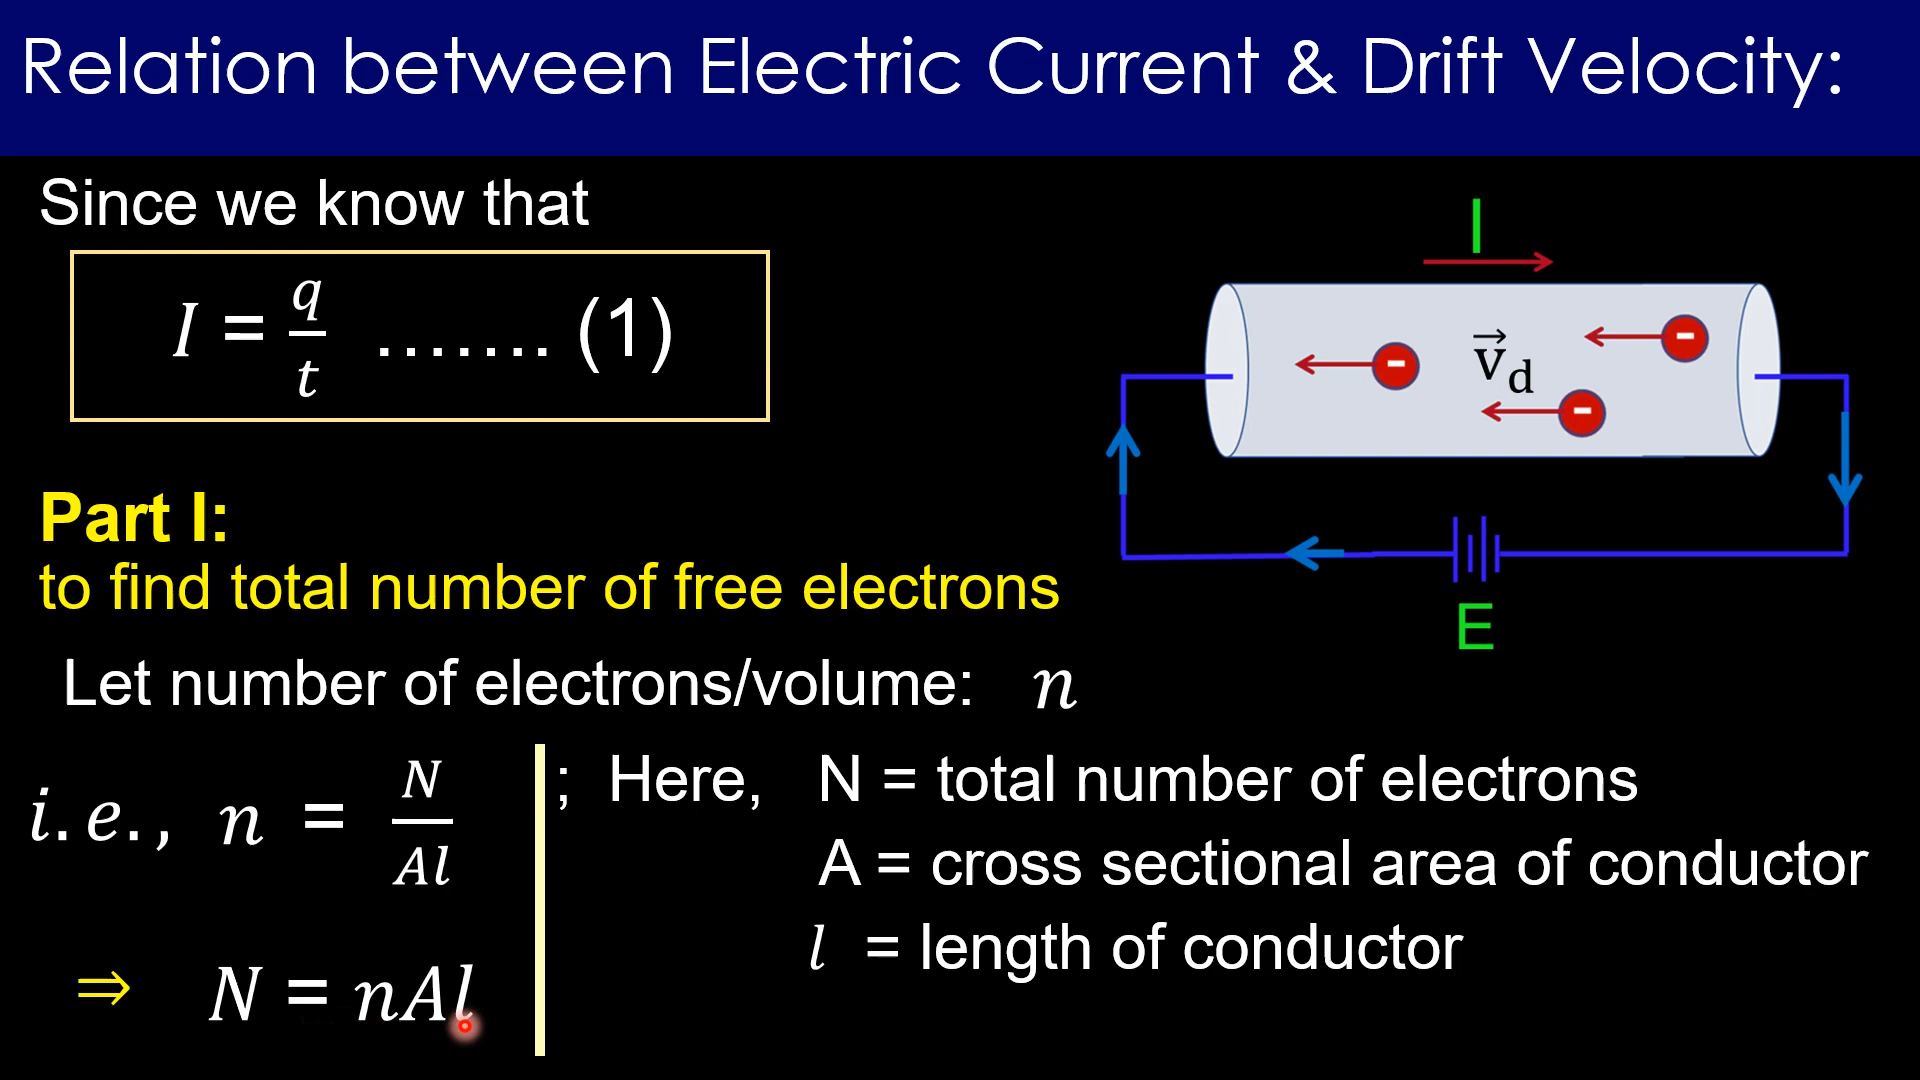 Relation between Electric Current & Drift Velocity:
Since we know that
I = q/t ....... (1)
I
v⃗d
- - -
E
Part I:
to find total number of free electrons
Let number of electrons/volume: n
i.e., n = N/Al
⇒ N = nAl
; Here, N = total number of electrons
A = cross sectional area of conductor
l = length of conductor